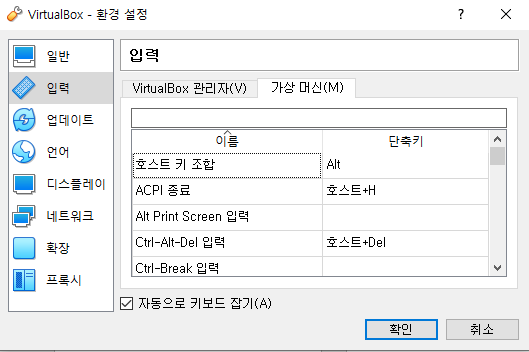 VirtualBox - 환경 설정
? ×
일반
입력
업데이트
언어
디스플레이
네트워크
확장
프록시
입력
VirtualBox 관리자(V) 가상 머신(M)
이름 단축키
호스트 키 조합 Alt
ACPI 종료 호스트+H
Alt Print Screen 입력
Ctrl-Alt-Del 입력 호스트+Del
Ctrl-Break 입력
자동으로 키보드 잡기(A)
확인 취소